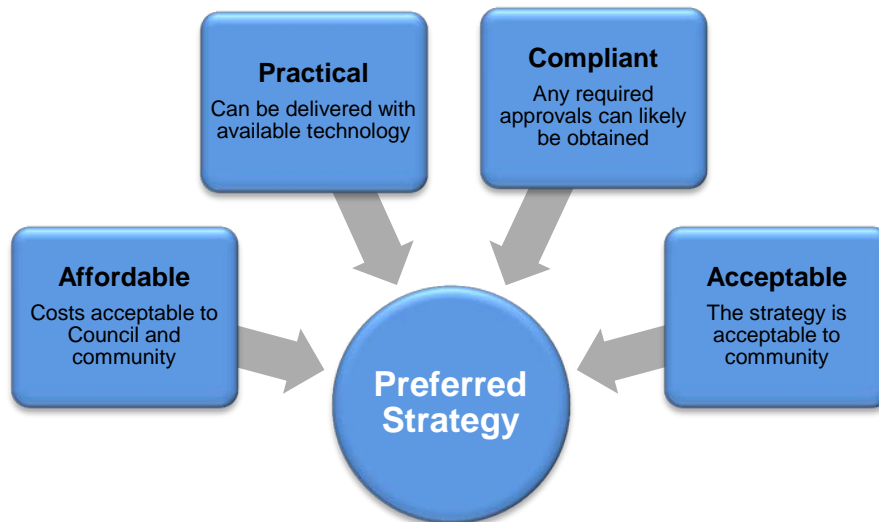 Practical
Can be delivered with
available technology
Compliant
Any required
approvals can likely
be obtained
Affordable
Costs acceptable to
Council and
community
Acceptable
The strategy is
acceptable to
community
Preferred
Strategy